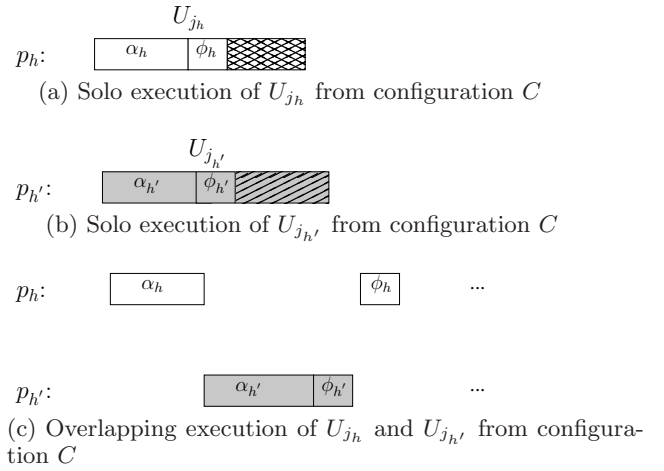 U_{j_h}
p_h: α_h ϕ_h
(a) Solo execution of U_{j_h} from configuration C
U_{j_{h'}}
p_{h'}: α_{h'} ϕ_{h'}
(b) Solo execution of U_{j_{h'}} from configuration C
p_h: α_h ϕ_h ...
p_{h'}: α_{h'} ϕ_{h'} ...
(c) Overlapping execution of U_{j_h} and U_{j_{h'}} from configura-
tion C